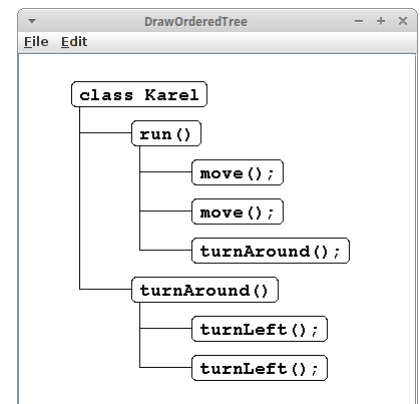 DrawOrderedTree
File Edit
class Karel
run()
move();
move();
turnAround();
turnAround()
turnLeft();
turnLeft();